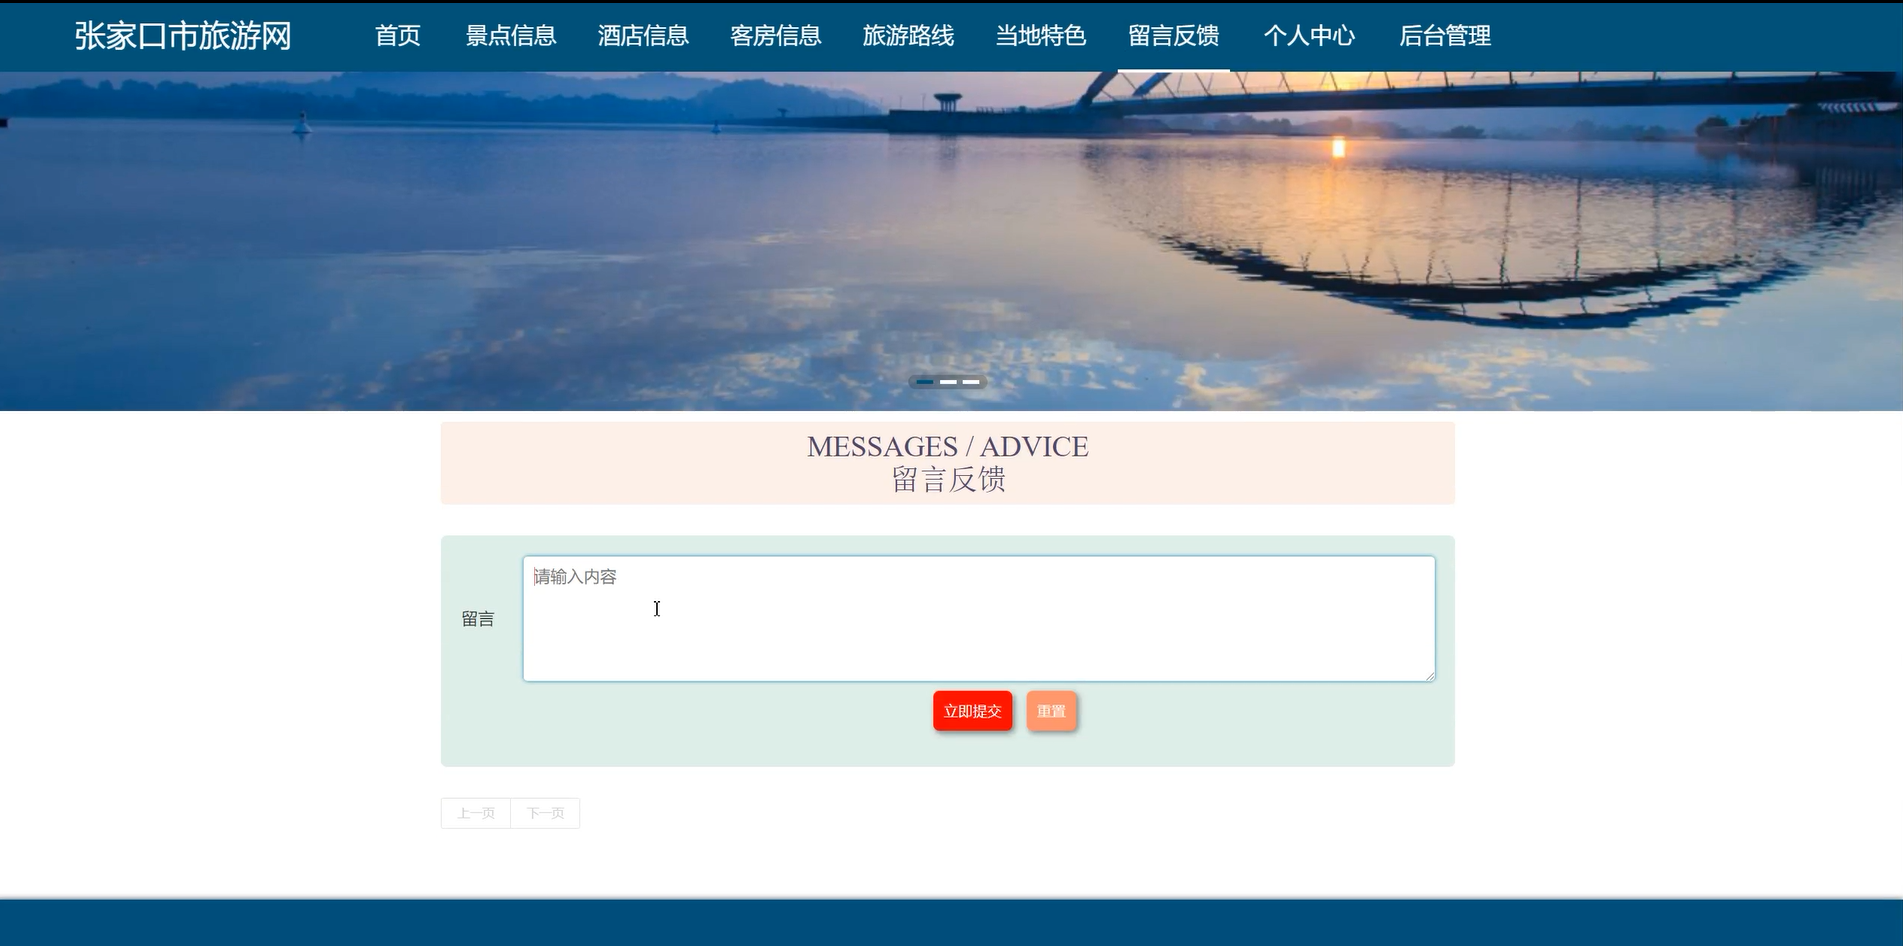 张家口市旅游网 首页 景点信息 酒店信息 客房信息 旅游路线 当地特色 留言反馈 个人中心 后台管理
MESSAGES / ADVICE
留言反馈
请输入内容
留言
立即提交 重置
上一页 下一页